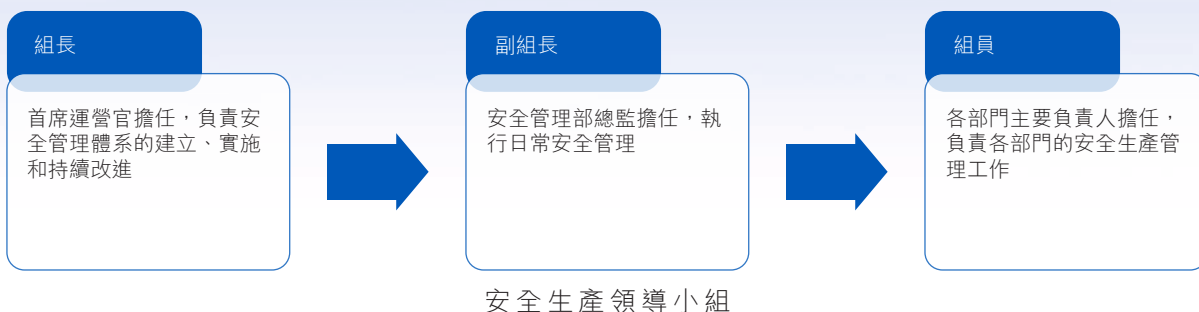 組長
首席運營官擔任，負責安
全管理體系的建立、實施
和持續改進
副組長
安全管理部總監擔任，執
行日常安全管理
組員
各部門主要負責人擔任，
負責各部門的安全生產管
理工作
安全生產領導小組